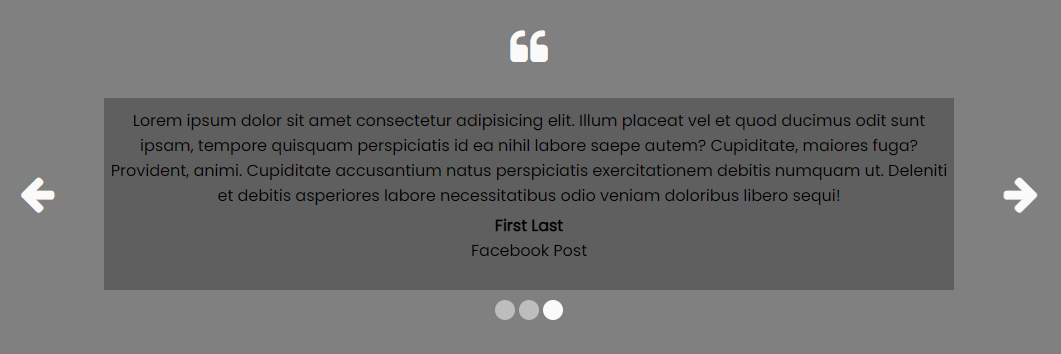 Lorem ipsum dolor sit amet consectetur adipisicing elit. Illum placeat vel et quod ducimus odit sunt
ipsam, tempore quisquam perspiciatis id ea nihil labore saepe autem? Cupiditate, maiores fuga?
Provident, animi. Cupiditate accusantium natus perspiciatis exercitationem debitis numquam ut. Deleniti
et debitis asperiores labore necessitatibus odio veniam doloribus libero sequi!
First Last
Facebook Post